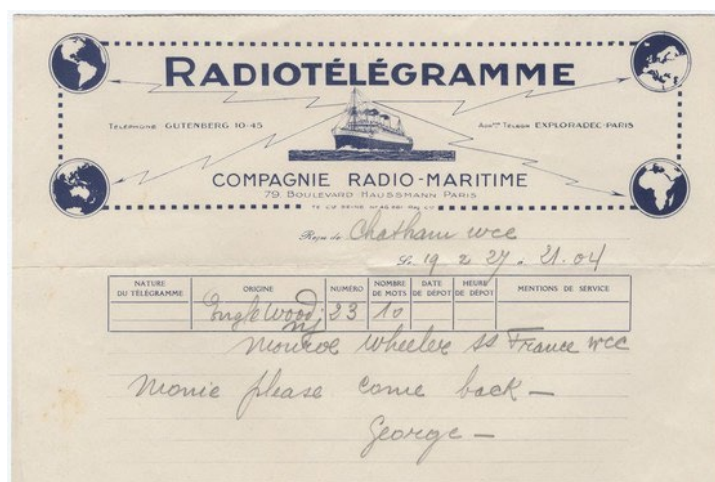 RADIOTÉLÉGRAMME
TÉLÉPHONE GUTENBERG 10-45
ADR. TÉLÉGR EXPLORADEC-PARIS
COMPAGNIE RADIO-MARITIME
79, BOULEVARD HAUSSMANN PARIS
Reçu de Chatham wcc
Le 19 2 27. 21.04
NATURE DU TÉLÉGRAMME ORIGINE NUMÉRO NOMBRE DE MOTS DATE DE DÉPOT HEURE DE DÉPOT MENTIONS DE SERVICE
Englewood nj 23 10
Monroe Wheeler ss France wcc
Monie please come back —
George —